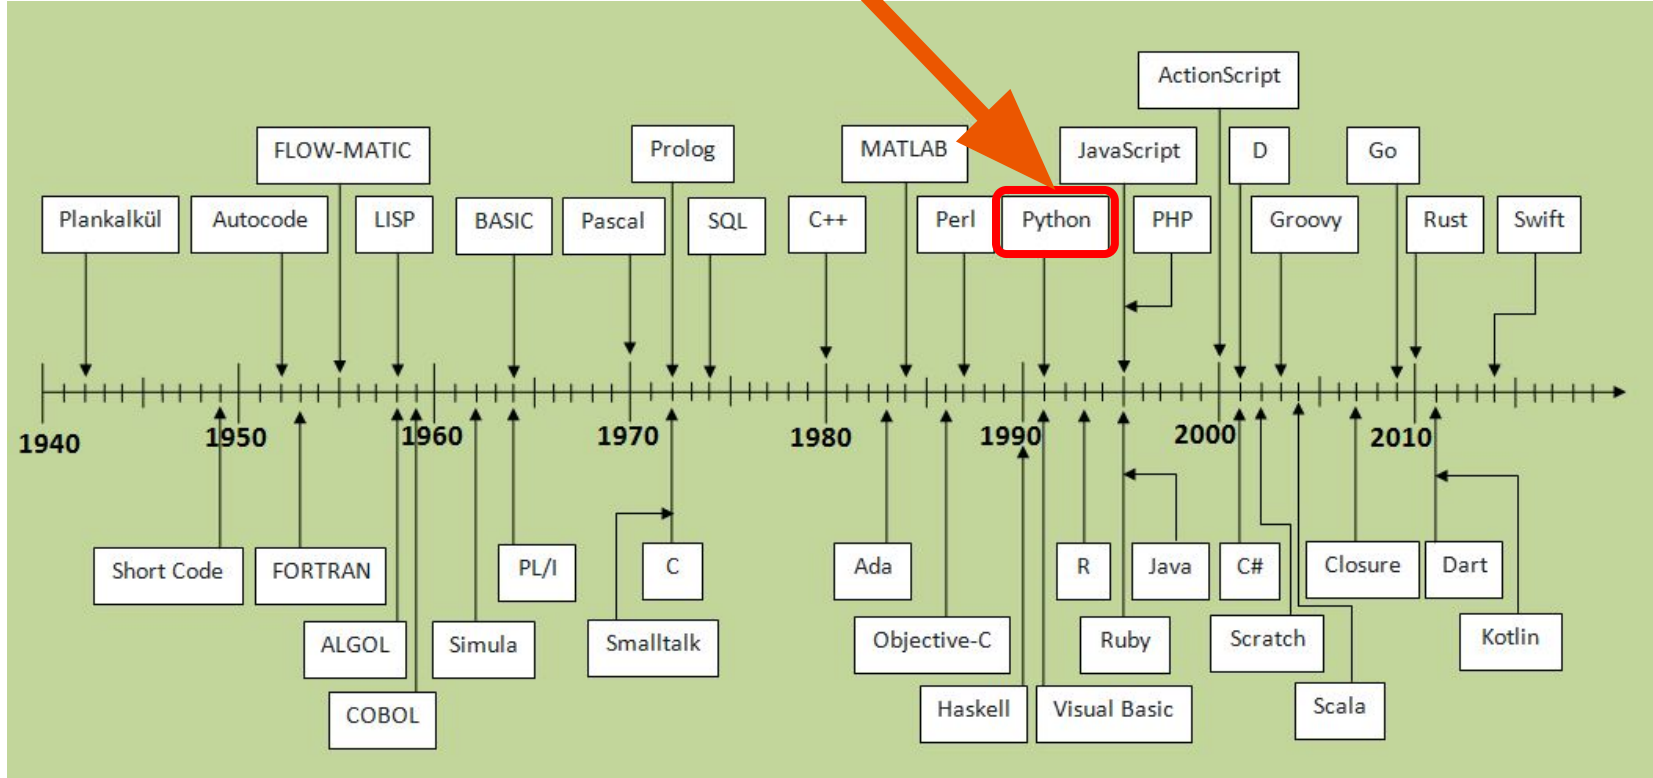 ActionScript
FLOW-MATIC
Prolog
MATLAB
JavaScript
D
Go
Plankalkül
Autocode
LISP
BASIC
Pascal
SQL
C++
Perl
Python
PHP
Groovy
Rust
Swift
1940
1950
1960
1970
1980
1990
2000
2010
Short Code
FORTRAN
PL/I
C
Ada
R
Java
C#
Closure
Dart
ALGOL
Simula
Smalltalk
Objective-C
Ruby
Scratch
Kotlin
COBOL
Haskell
Visual Basic
Scala